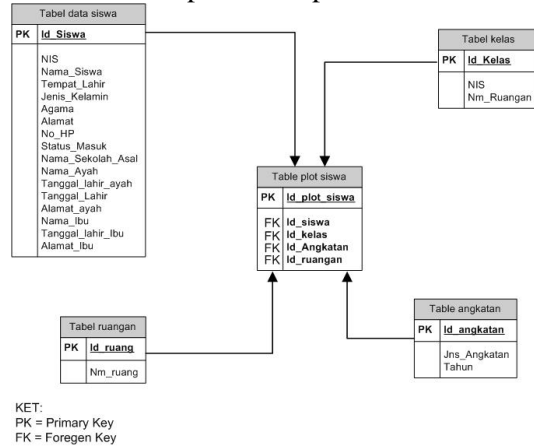 Tabel data siswa
PK Id_Siswa
NIS
Nama_Siswa
Tempat_Lahir
Jenis_Kelamin
Agama
Alamat
No_HP
Status_Masuk
Nama_Sekolah_Asal
Nama_Ayah
Tanggal_lahir_ayah
Tanggal_Lahir
Alamat_ayah
Nama_Ibu
Tanggal_lahir_Ibu
Alamat_Ibu
Tabel kelas
PK Id_Kelas
NIS
Nm_Ruangan
Table plot siswa
PK Id_plot_siswa
FK Id_siswa
FK Id_kelas
FK Id_Angkatan
FK Id_ruangan
Tabel ruangan
PK Id_ruang
Nm_ruang
Table angkatan
PK Id_angkatan
Jns_Angkatan
Tahun
KET:
PK = Primary Key
FK = Foregen Key